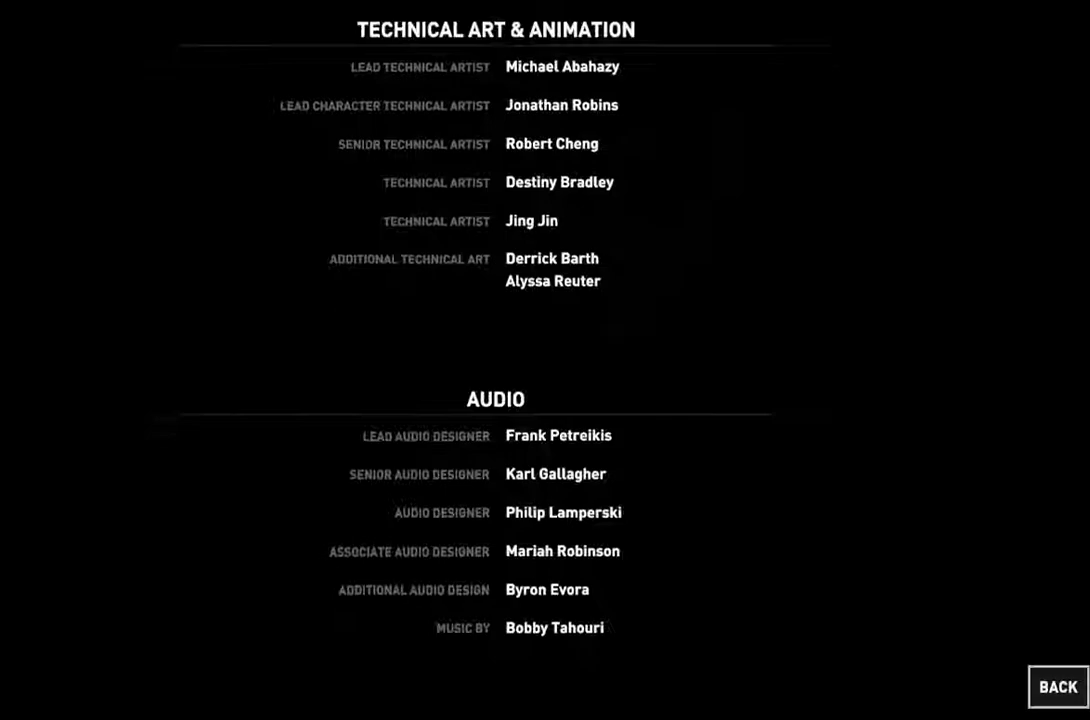 TECHNICAL ART & ANIMATION
LEAD TECHNICAL ARTIST Michael Abahazy
LEAD CHARACTER TECHNICAL ARTIST Jonathan Robins
SENIOR TECHNICAL ARTIST Robert Cheng
TECHNICAL ARTIST Destiny Bradley
TECHNICAL ARTIST Jing Jin
ADDITIONAL TECHNICAL ART Derrick Barth
Alyssa Reuter
AUDIO
LEAD AUDIO DESIGNER Frank Petreikis
SENIOR AUDIO DESIGNER Karl Gallagher
AUDIO DESIGNER Philip Lamperski
ASSOCIATE AUDIO DESIGNER Mariah Robinson
ADDITIONAL AUDIO DESIGN Byron Evora
MUSIC BY Bobby Tahouri
BACK